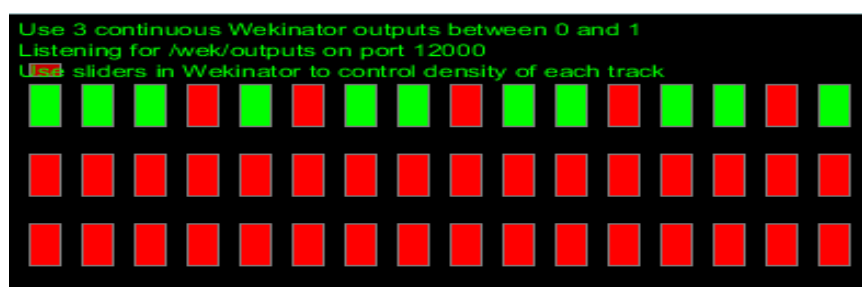 Use 3 continuous Wekinator outputs between 0 and 1
Listening for /wek/outputs on port 12000
Use sliders in Wekinator to control density of each track